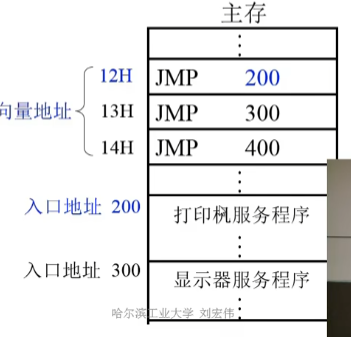 主存
12H JMP 200
向量地址 13H JMP 300
14H JMP 400
入口地址 200 打印机服务程序
入口地址 300 显示器服务程序
哈尔滨工业大学 刘宏伟